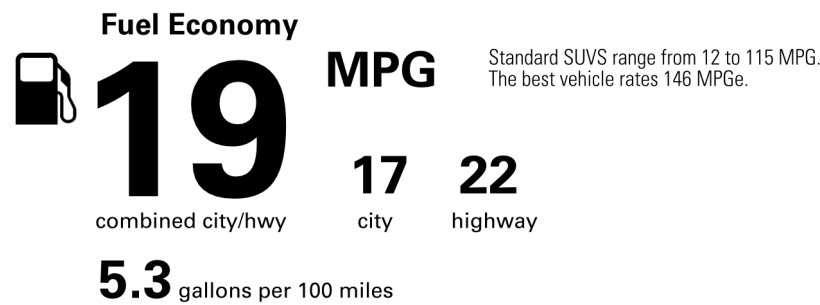 Fuel Economy
19
MPG
Standard SUVS range from 12 to 115 MPG.
The best vehicle rates 146 MPGe.
17 22
combined city/hwy city highway
5.3 gallons per 100 miles